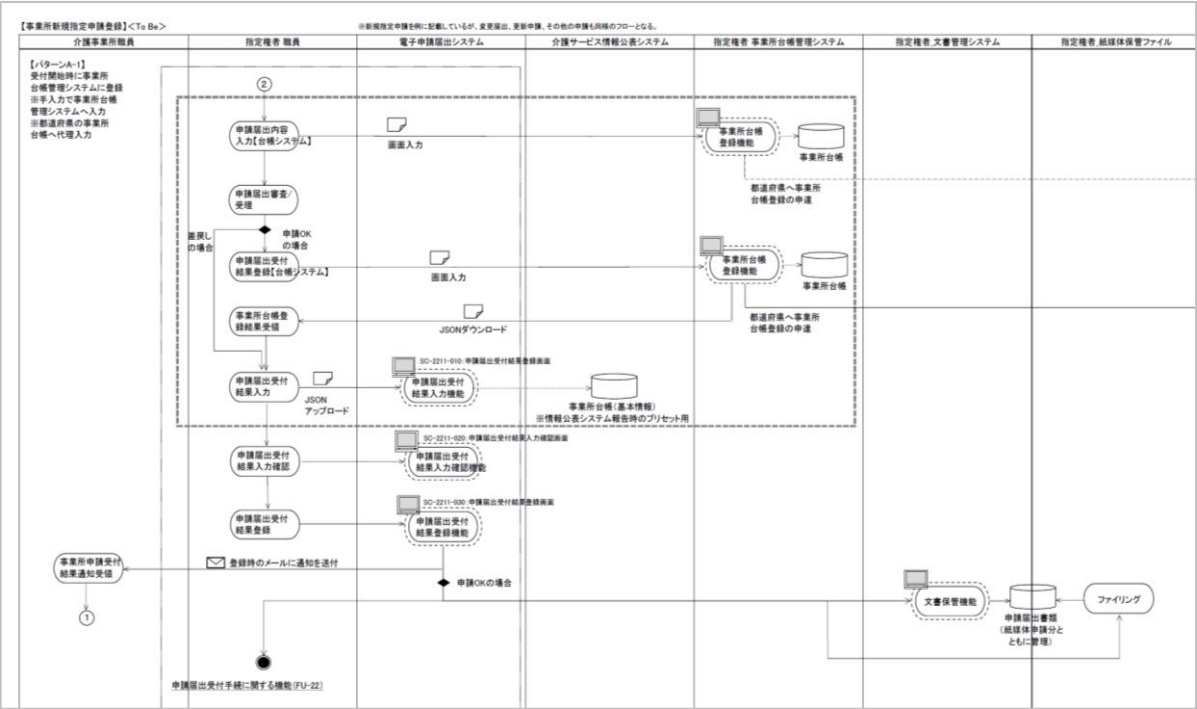 【事業所新規指定申請登録】<To Be>
※新規指定申請を例に記載しているが、変更届出、更新申請、その他の申請も同様のフローとなる。
介護事業所職員
指定権者 職員
電子申請届出システム
介護サービス情報公表システム
指定権者 事業所台帳管理システム
指定権者_文書管理システム
指定権者_紙媒体保管ファイル
【パターンA-1】
受付開始時に事業所
台帳管理システムに登録
※手入力で事業所台帳
管理システムへ入力
※都道府県の事業所
台帳へ代理入力
②
申請届出内容
入力【台帳システム】
画面入力
事業所台帳
登録機能
事業所台帳
都道府県へ事業所
台帳登録の申達
申請届出審査/
受理
差戻し
の場合
申請OK
の場合
申請届出受付
結果登録【台帳システム】
画面入力
事業所台帳
登録機能
事業所台帳
都道府県へ事業所
台帳登録の申達
事業所台帳登
録結果受領
JSONダウンロード
申請届出受付
結果入力
JSON
アップロード
SC-2211-010:申請届出受付結果登録画面
申請届出受付
結果入力機能
事業所台帳(基本情報)
※情報公表システム報告時のプリセット用
申請届出受付
結果入力確認
SC-2211-020:申請届出受付結果入力確認画面
申請届出受付
結果入力確認機能
申請届出受付
結果登録
SC-2211-030:申請届出受付結果登録画面
申請届出受付
結果登録機能
事業所申請受付
結果通知受領
登録時のメールに通知を送付
①
申請OKの場合
文書保管機能
申請届出書類
(紙媒体申請分と
ともに管理)
ファイリング
申請届出受付手続に関する機能(FU-22)